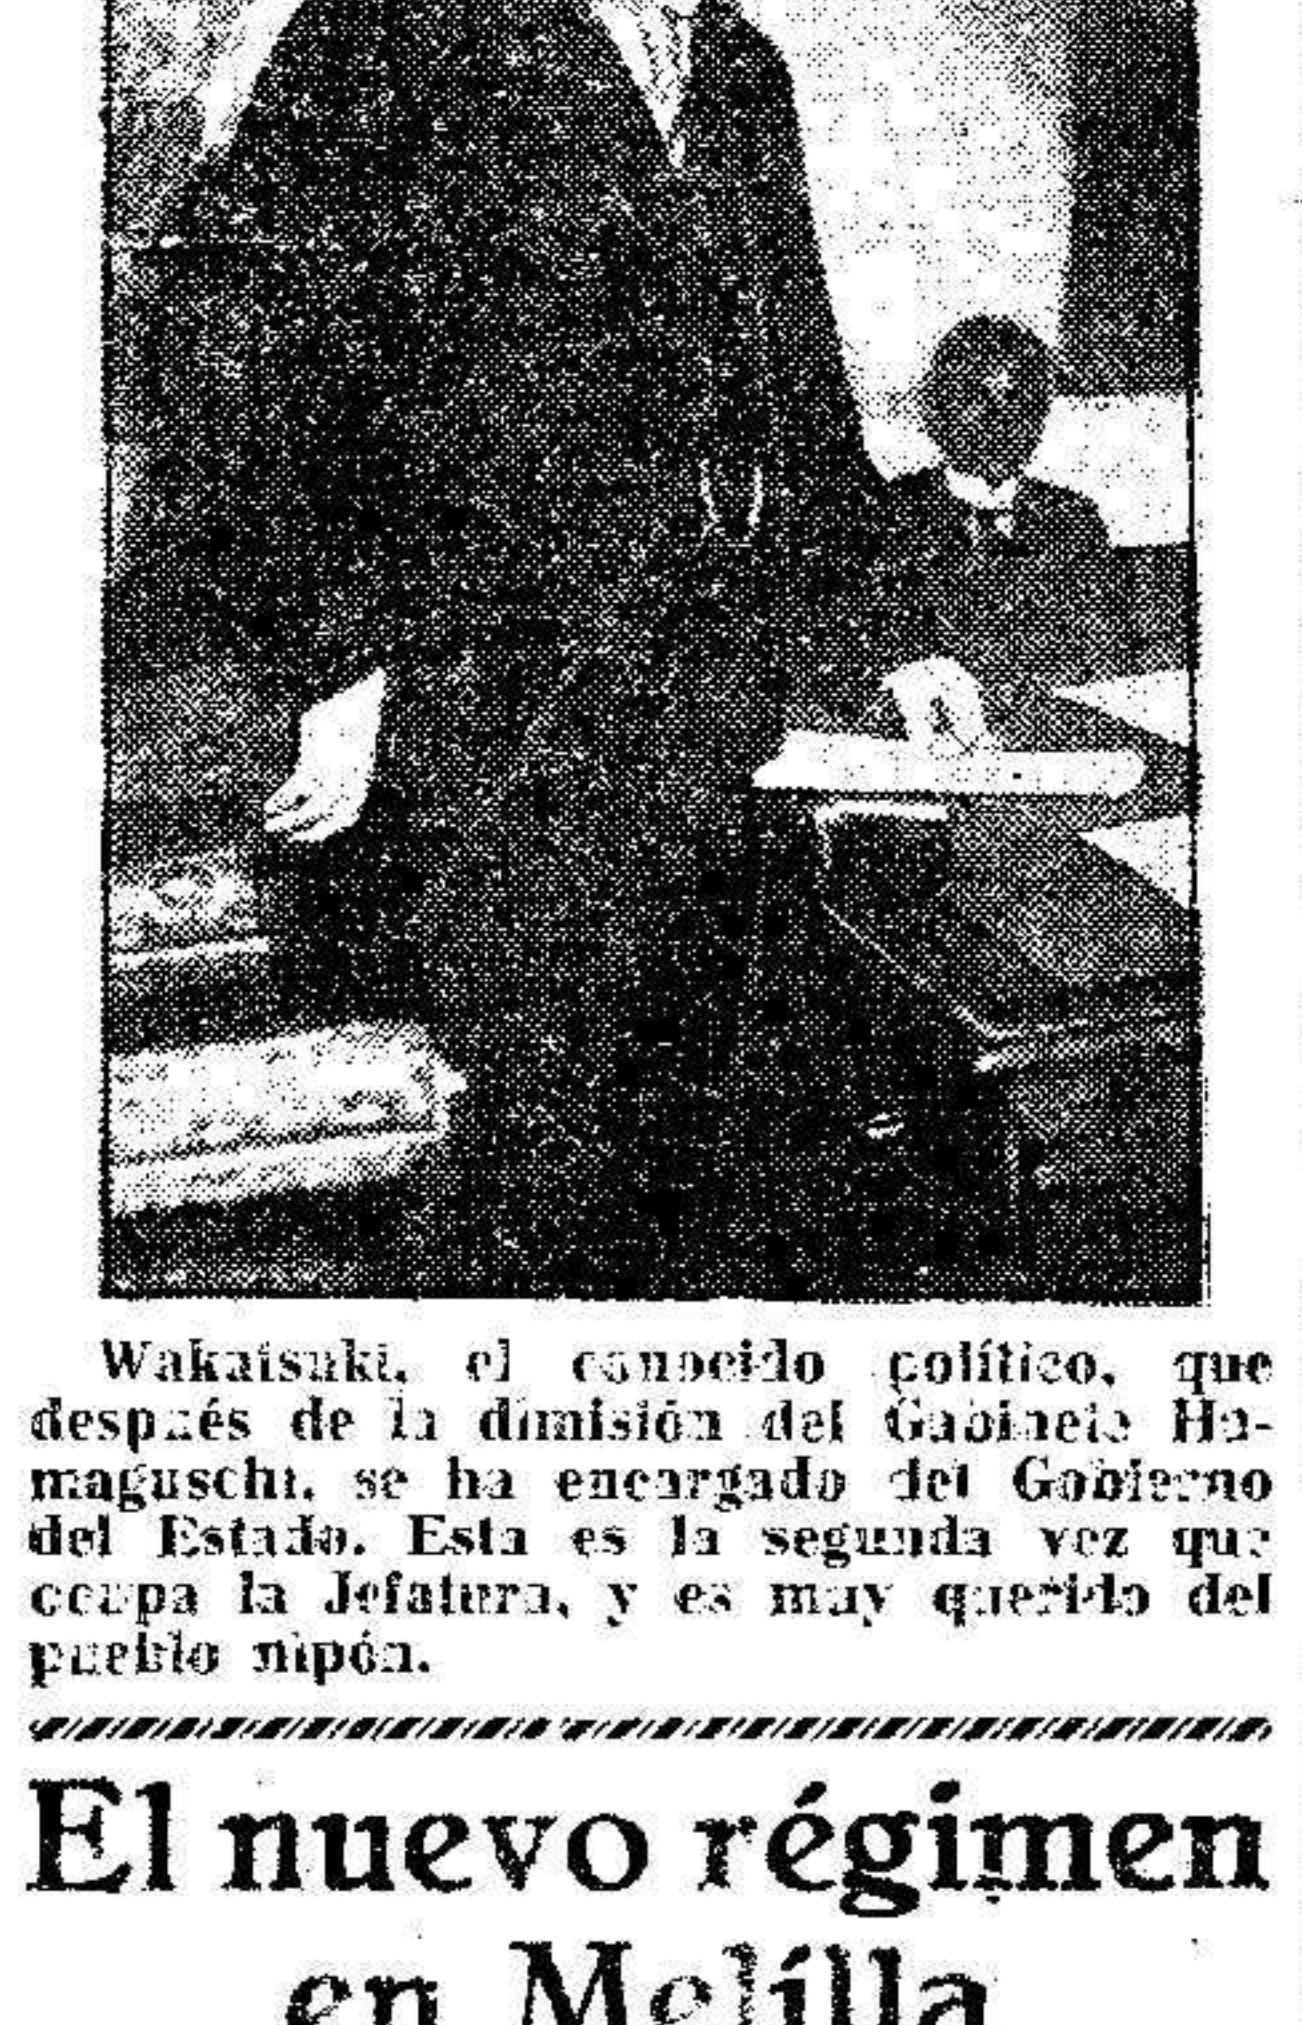 Wakatsuki, el conocido político, que
después de la dimisión del Gabinete Ha-
maguschi, se ha encargado del Gobierno
del Estado. Esta es la segunda vez que
ocupa la Jefatura, y es muy querido del
pueblo nipón.
El nuevo régimen
en Melilla